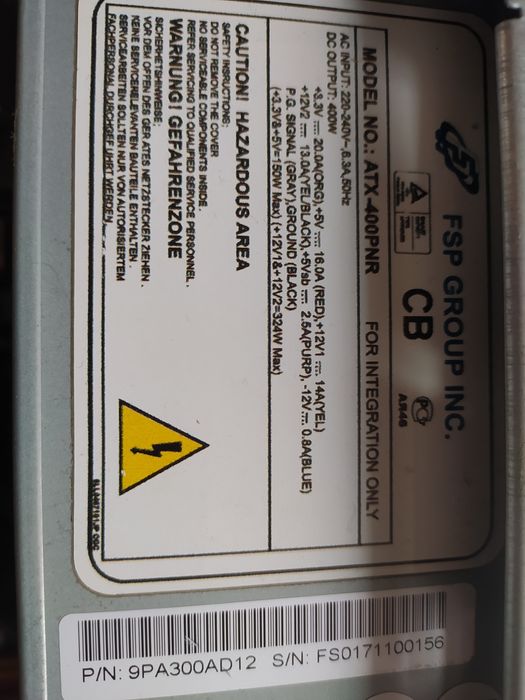 FSP GROUP INC.
CB
AR46
MODEL NO.: ATX-400PNR FOR INTEGRATION ONLY
AC INPUT: 220-240V~,6.3A,50Hz
DC OUTPUT: 400W
+3.3V ⎓ 20.0A(ORG),+5V ⎓ 16.0A (RED),+12V1 ⎓ 14A(YEL)
+12V2 ⎓ 13.0A(YEL/BLACK),+5Vsb ⎓ 2.5A(PURP), -12V ⎓ 0.8A(BLUE)
P.G. SIGNAL (GRAY),GROUND (BLACK)
(+3.3V&+5V=150W Max) (+12V1&+12V2=324W Max)
CAUTION! HAZARDOUS AREA
SAFETY INSTRUCTIONS:
DO NOT REMOVE THE COVER
NO SERVICEABLE COMPONENTS INSIDE.
REFER SERVICING TO QUALIFIED SERVICE PERSONNEL.
WARNUNG! GEFAHRENZONE
SICHERHEITSHINWEISE:
VOR DEM OFFEN DES GERATES NETZSTECKER ZIEHEN.
KEINE SERVICERELEVANTEN BAUTEILE ENTHALTEN.
SERVICEARBEITEN SOLLTEN NUR VON AUTORISIERTEM
FACHPERSONAL DURCHGEFUHRT WERDEN
P/N: 9PA300AD12 S/N: FS0171100156